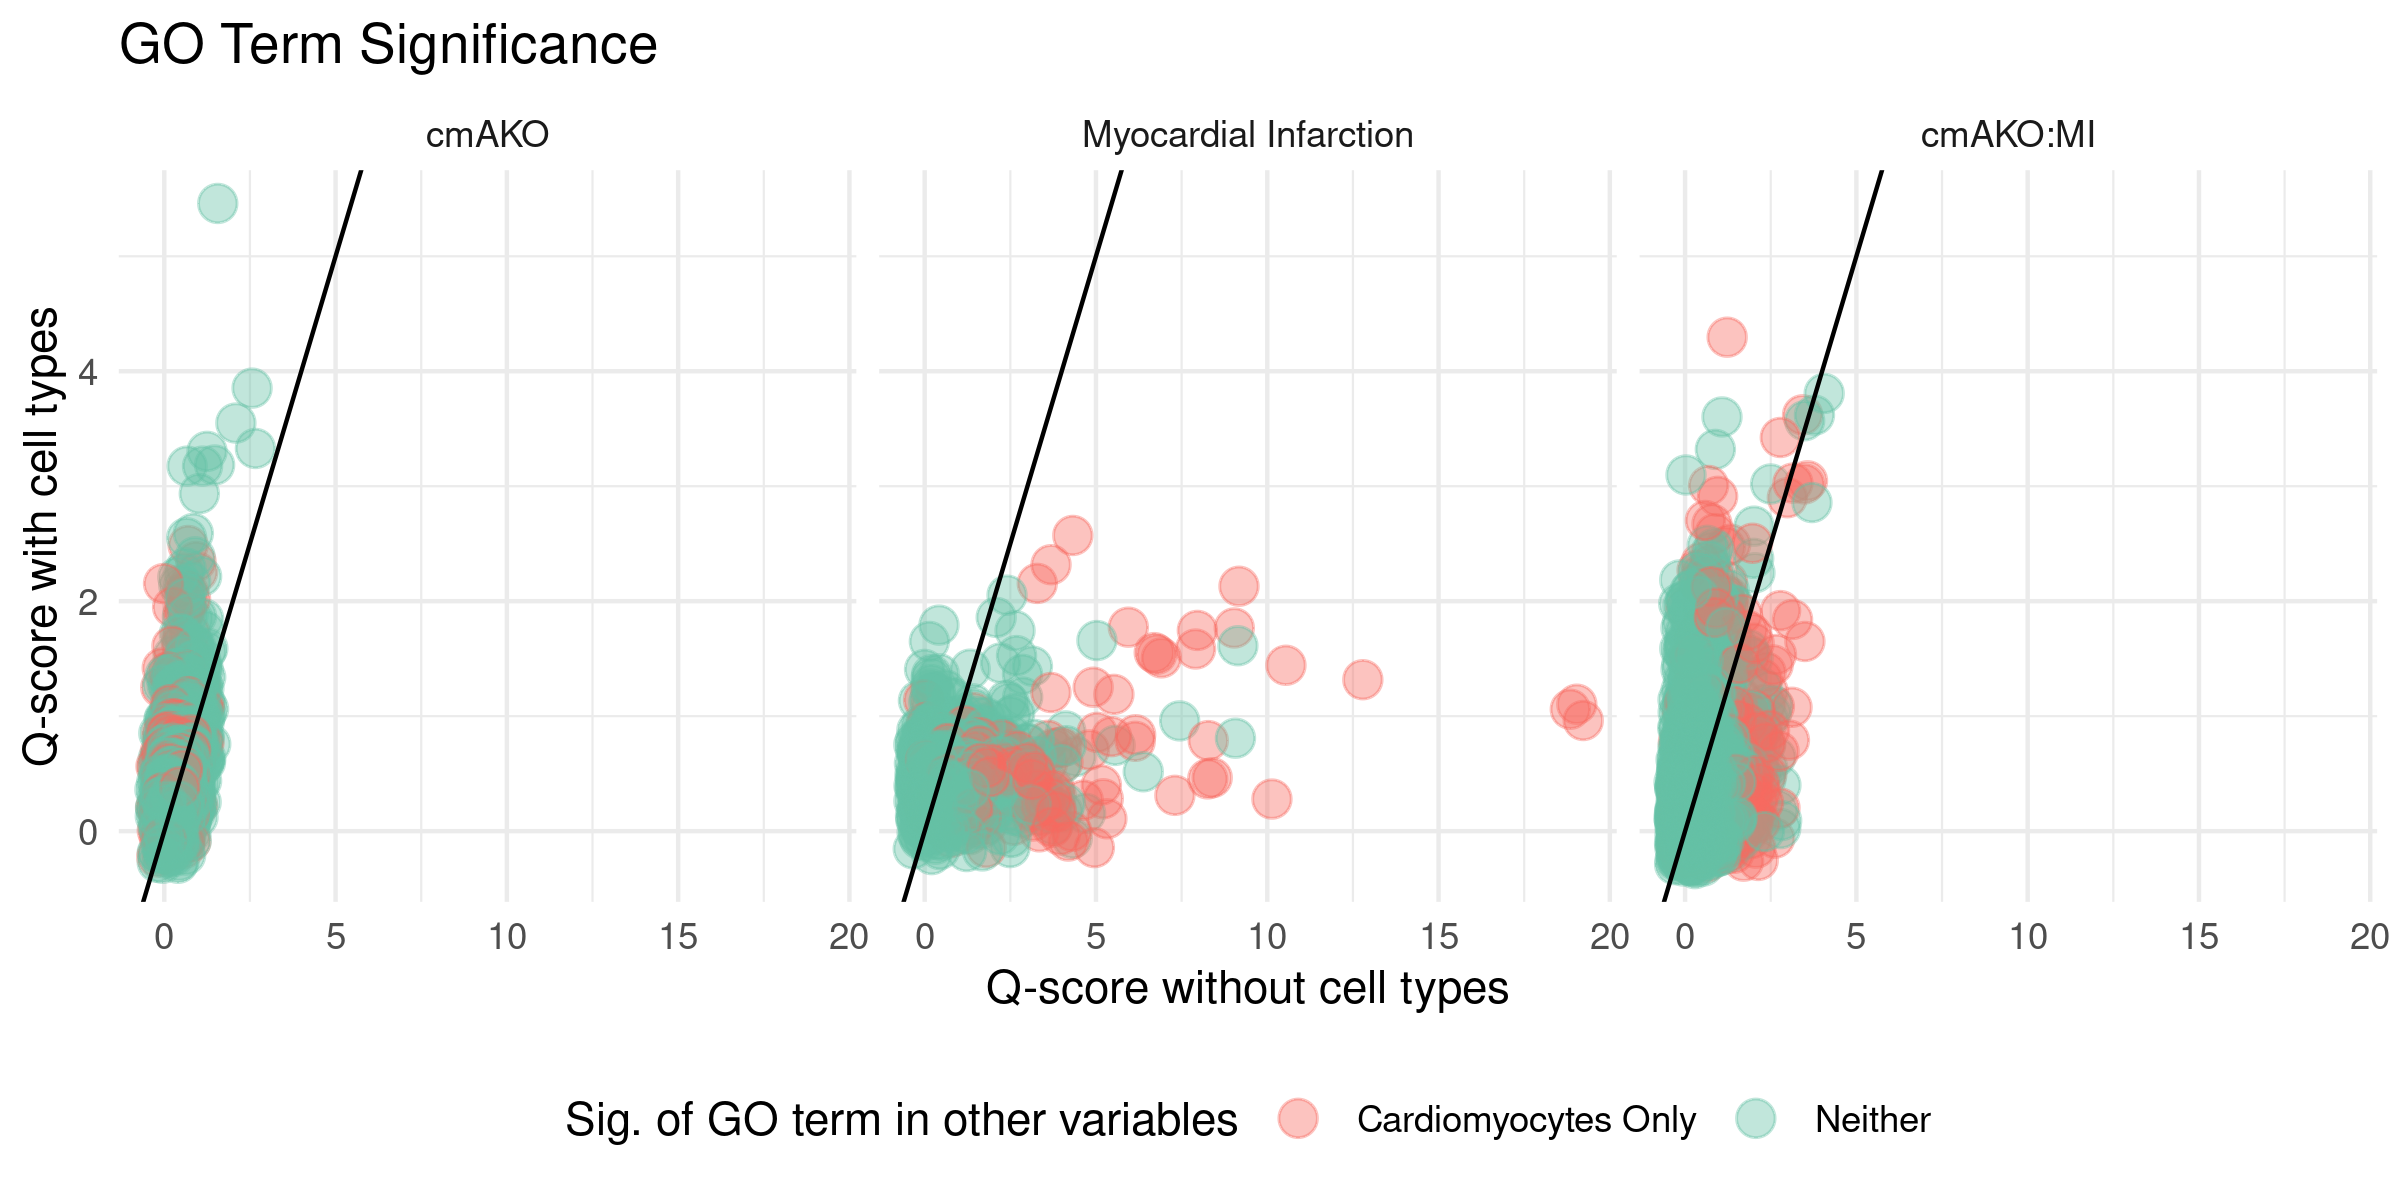 GO Term Significance
cmAKO
Myocardial Infarction
cmAKO:MI
Q-score with cell types
4
2
0
0 5 10 15 20
0 5 10 15 20
0 5 10 15 20
Q-score without cell types
Sig. of GO term in other variables Cardiomyocytes Only Neither